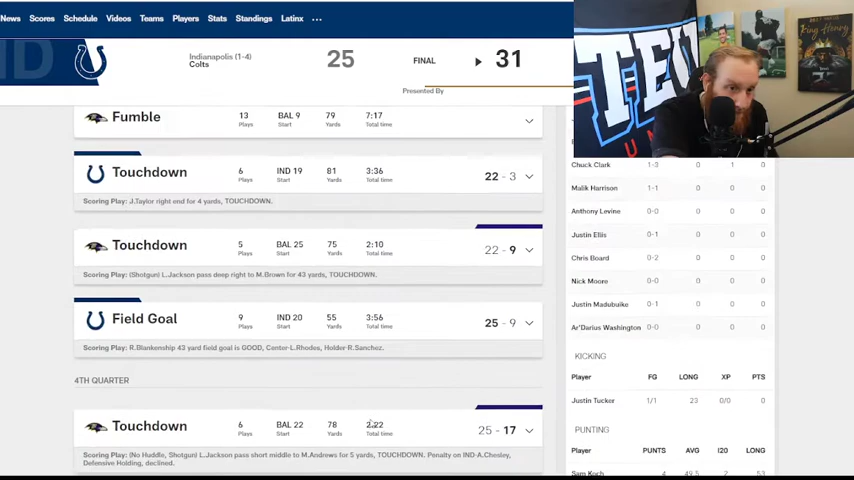 News Scores Schedule Videos Teams Players Stats Standings Latinx •••
Indianapolis (1-4)
Colts
25
FINAL
31
Presented By
Fumble
13 BAL 9 79 7:17
Plays Start Yards Total time
Touchdown
6 IND 19 81 3:36
Plays Start Yards Total time
22 - 3
Scoring Play: J.Taylor right end for 4 yards, TOUCHDOWN.
Touchdown
5 BAL 25 75 2:10
Plays Start Yards Total time
22 - 9
Scoring Play: (Shotgun) L.Jackson pass deep right to M.Brown for 43 yards, TOUCHDOWN.
Field Goal
9 IND 20 55 3:56
Plays Start Yards Total time
25 - 9
Scoring Play: R.Blankenship 43 yard field goal is GOOD, Center-L.Rhodes, Holder-R.Sanchez.
4TH QUARTER
Touchdown
6 BAL 22 78 2:22
Plays Start Yards Total time
25 - 17
Scoring Play: (No Huddle, Shotgun) L.Jackson pass short middle to M.Andrews for 5 yards, TOUCHDOWN. Penalty on IND-A.Chesley,
Defensive Holding, declined.
King Henry
Chuck Clark 1-3 0 1 0
Malik Harrison 1-1 0 0 0
Anthony Levine 0-0 0 0 0
Justin Ellis 0-1 0 0 0
Chris Board 0-2 0 0 0
Nick Moore 0-0 0 0 0
Justin Madubuike 0-1 0 0 0
Ar'Darius Washington 0-0 0 0 0
KICKING
Player FG LONG XP PTS
Justin Tucker 1/1 23 0/0 0
PUNTING
Player PUNTS AVG I20 LONG
Sam Koch 4 49.5 2 53